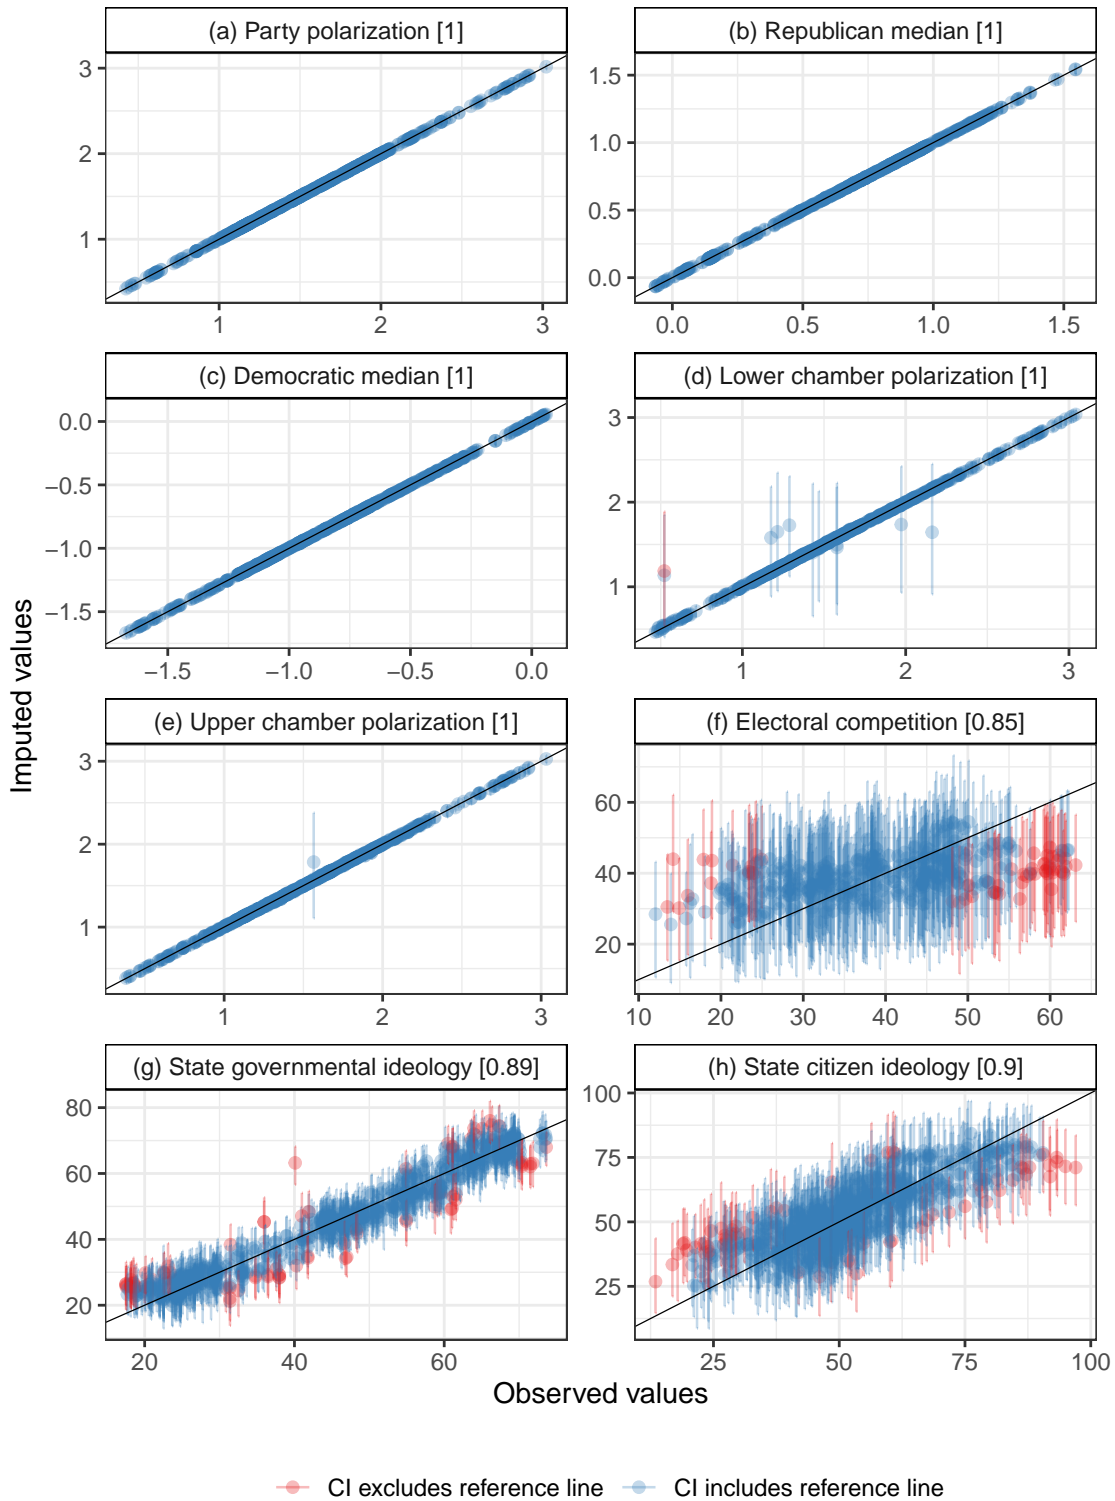 (a) Party polarization [1]
(b) Republican median [1]
3
2
1
1.5
1.0
0.5
0.0
1 2 3
0.0 0.5 1.0 1.5
(c) Democratic median [1]
(d) Lower chamber polarization [1]
0.0
−0.5
−1.0
−1.5
3
2
1
−1.5 −1.0 −0.5 0.0
1 2 3
Imputed values
(e) Upper chamber polarization [1]
(f) Electoral competition [0.85]
3
2
1
60
40
20
1 2 3
10 20 30 40 50 60
(g) State governmental ideology [0.89]
(h) State citizen ideology [0.9]
80
60
40
20
100
75
50
25
20 40 60
25 50 75 100
Observed values
CI excludes reference line CI includes reference line